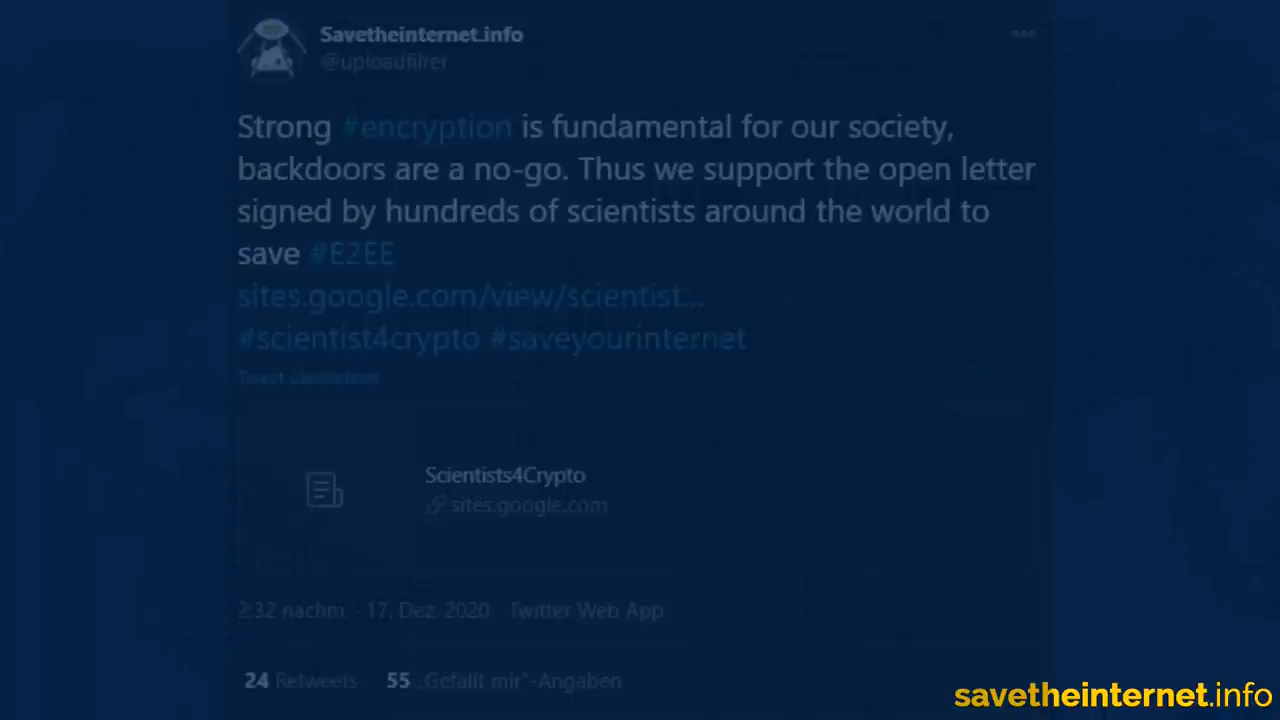 Savetheinternet.info
@uploadfilter
Strong #encryption is fundamental for our society,
backdoors are a no-go. Thus we support the open letter
signed by hundreds of scientists around the world to
save #E2EE
sites.google.com/view/scientist...
#scientist4crypto #saveyourinternet
Tweet übersetzen
Scientists4Crypto
sites.google.com
2:32 nachm. · 17. Dez. 2020 · Twitter Web App
24 Retweets 55 „Gefällt mir“-Angaben
savetheinternet.info